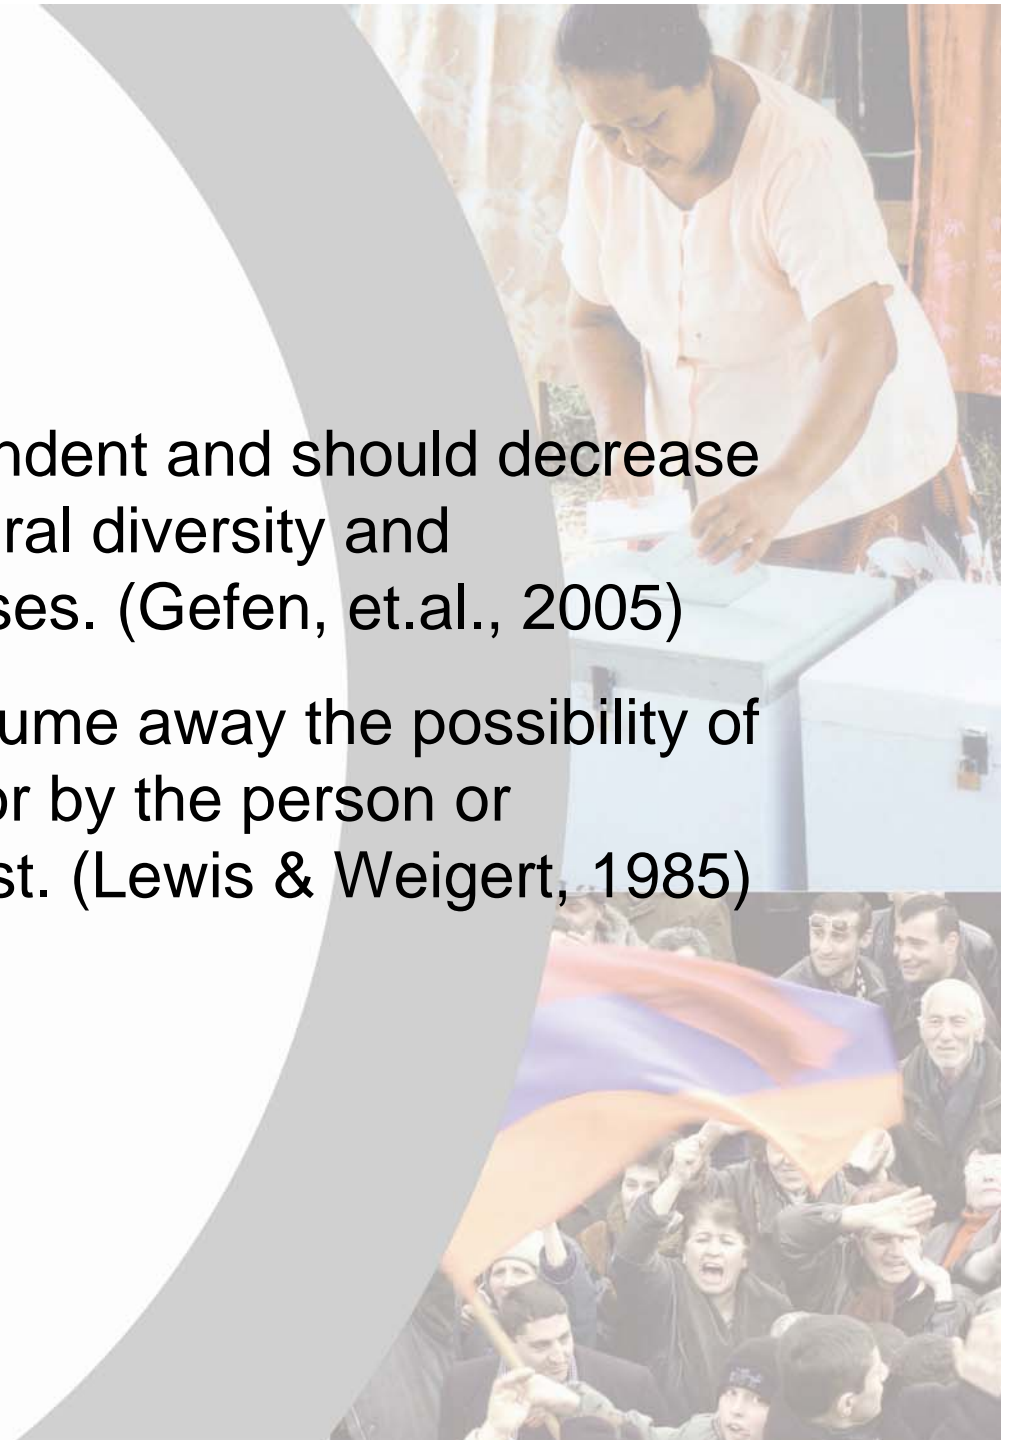 ndent and should decrease
ral diversity and
ses. (Gefen, et.al., 2005)
ume away the possibility of
or by the person or
st. (Lewis & Weigert, 1985)